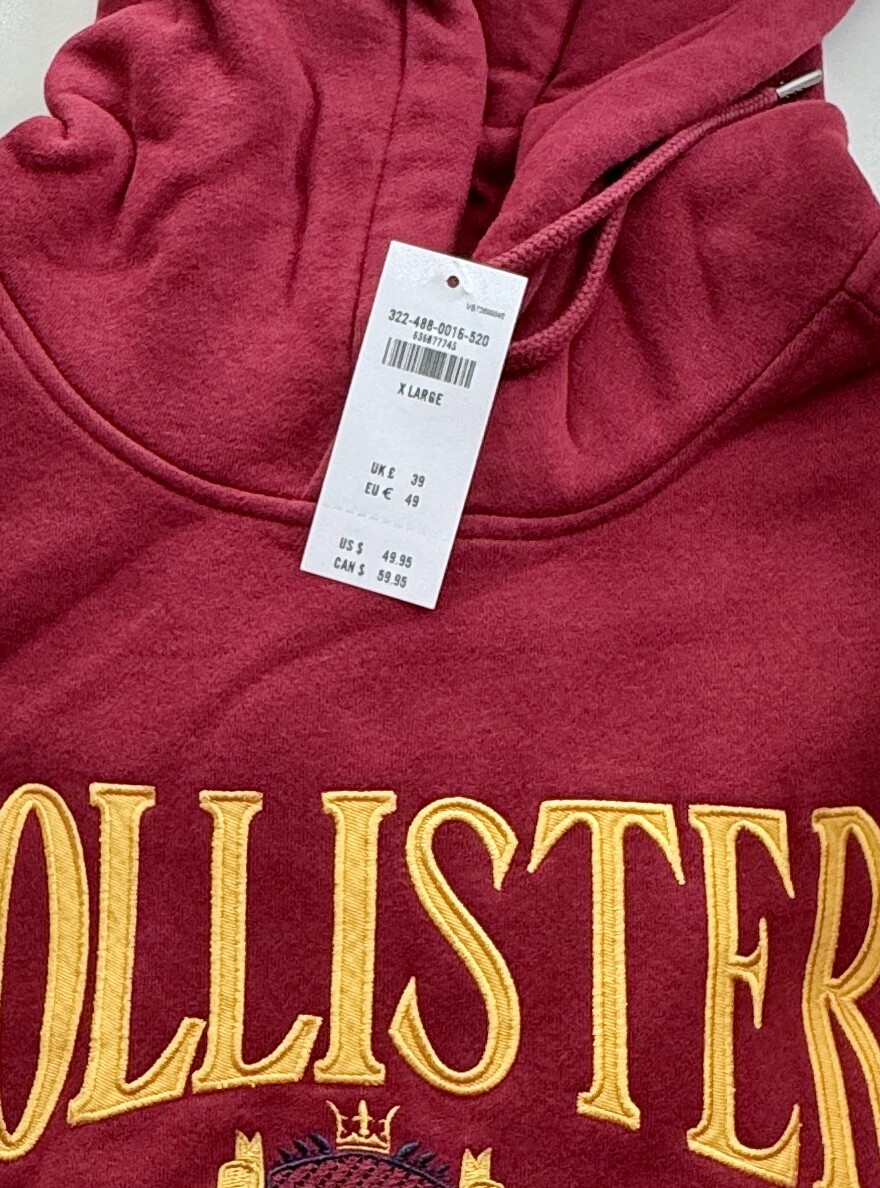 322-488-0016-520
X LARGE
UK £ 39
EU € 49
US $ 49.95
CAN $ 59.95
OLLISTER